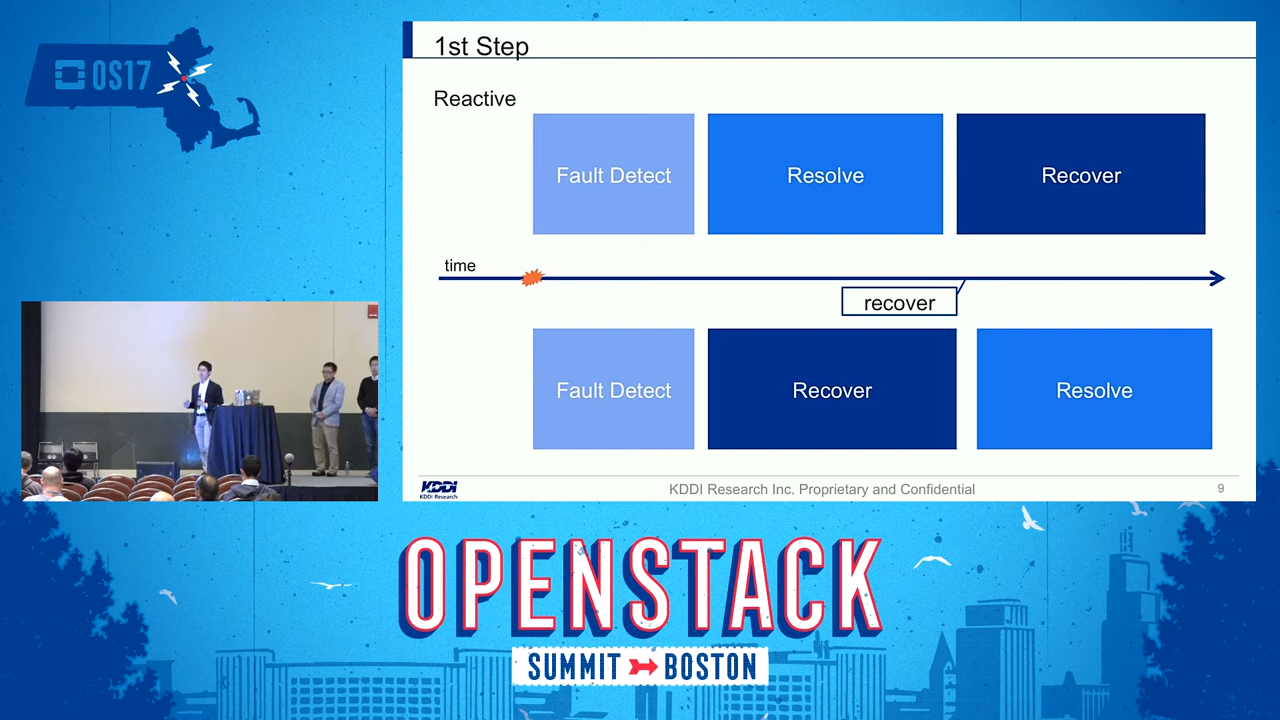 OS17
1st Step
Reactive
Fault Detect
Resolve
Recover
time
recover
Fault Detect
Recover
Resolve
KDDI
KDDI Research
KDDI Research Inc. Proprietary and Confidential
9
OPENSTACK
SUMMIT BOSTON